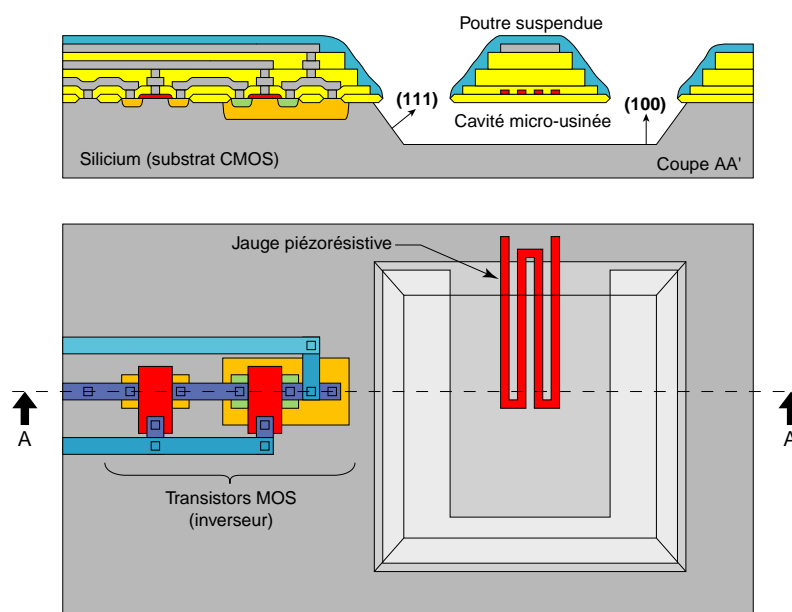 Poutre suspendue
(111)
(100)
Cavité micro-usinée
Silicium (substrat CMOS)
Coupe AA'
Jauge piézorésistive
A
A
Transistors MOS
(inverseur)